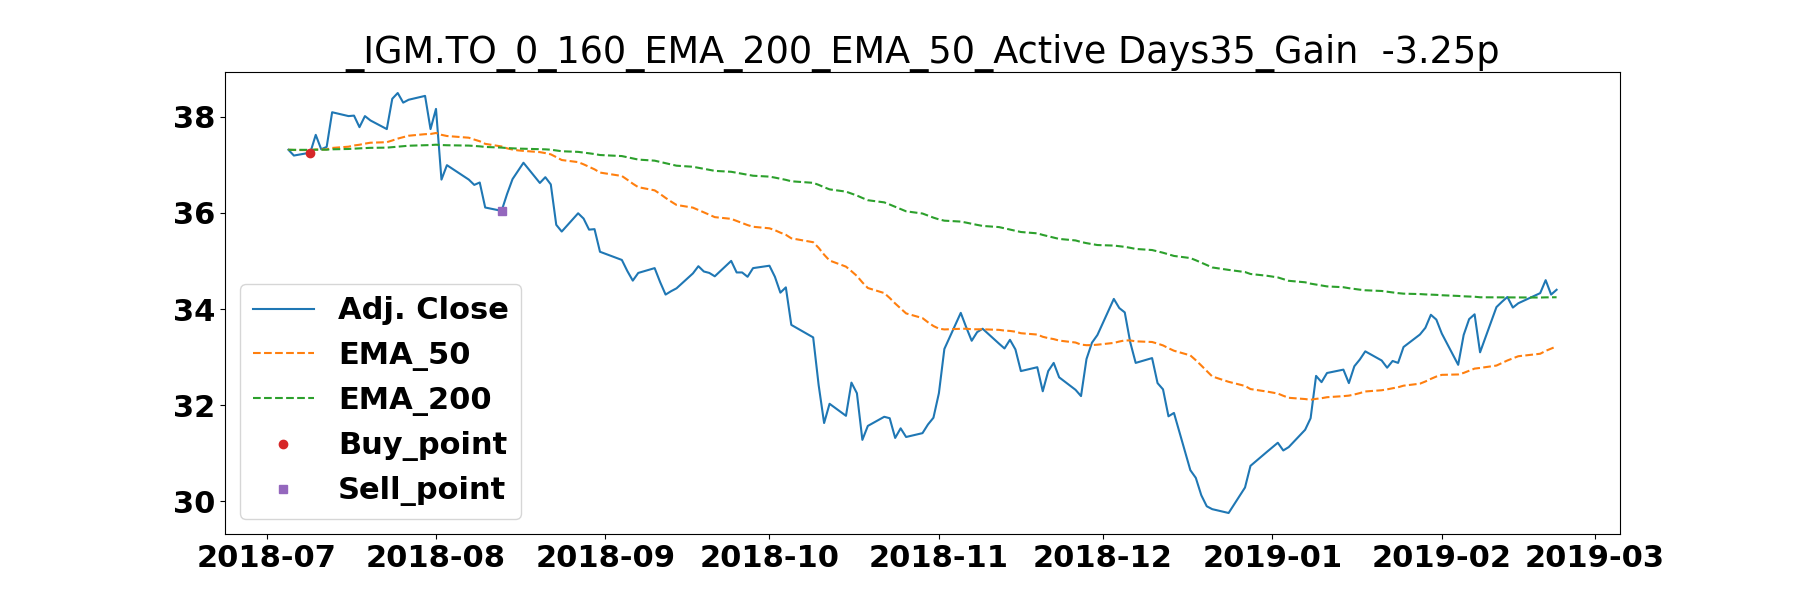 _IGM.TO_0_160_EMA_200_EMA_50_Active Days35_Gain  -3.25p
38
36
34
32
30
Adj. Close
EMA_50
EMA_200
Buy_point
Sell_point
2018-07 2018-08 2018-09 2018-10 2018-11 2018-12 2019-01 2019-02 2019-03